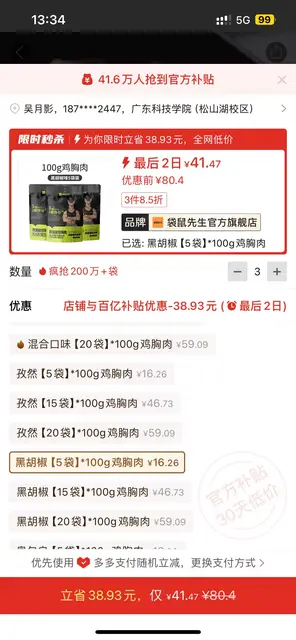 13:34
5G 99
41.6万人抢到官方补贴
吴月影，187****2447，广东科技学院 (松山湖校区)
限时秒杀 为你限时立省38.93元，全网低价
100g鸡胸肉
最后2日 ¥41.47
优惠前 ¥80.4
3件8.5折
品牌 袋鼠先生官方旗舰店
已选: 黑胡椒【5袋】*100g鸡胸肉
数量 疯抢200万+袋
3
优惠 店铺与百亿补贴优惠-38.93元 (最后2日)
混合口味【20袋】*100g鸡胸肉 ¥59.09
孜然【5袋】*100g鸡胸肉 ¥16.26
孜然【15袋】*100g鸡胸肉 ¥46.73
孜然【20袋】*100g鸡胸肉 ¥59.09
黑胡椒【5袋】*100g鸡胸肉 ¥16.26
黑胡椒【15袋】*100g鸡胸肉 ¥46.73
黑胡椒【20袋】*100g鸡胸肉 ¥59.09
官方补贴
30天低价
优先使用 多多支付随机立减，更换支付方式
立省38.93元，仅 ¥41.47 ¥80.4